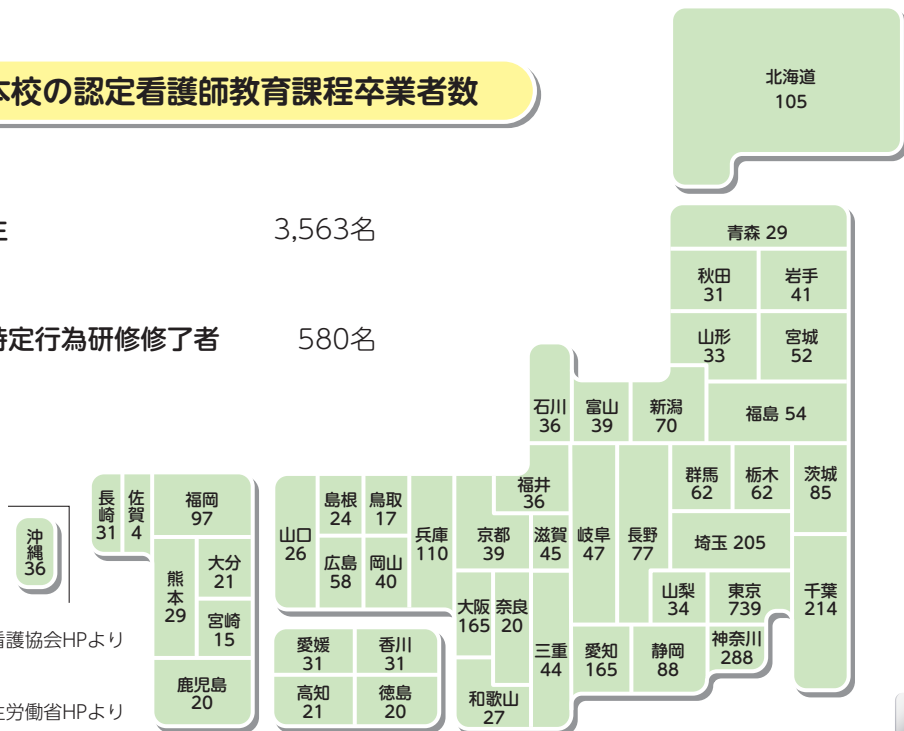 本校の認定看護師教育課程卒業者数
3,563名
特定行為研修修了者 580名
北海道
105
青森 29
秋田
31
岩手
41
山形
33
宮城
52
石川
36
富山
39
新潟
70
福島 54
福井
36
群馬
62
栃木
62
茨城
85
長崎
31
佐賀
4
福岡
97
山口
26
島根
24
鳥取
17
兵庫
110
京都
39
滋賀
45
岐阜
47
長野
77
埼玉 205
沖縄
36
熊本
29
大分
21
広島
58
岡山
40
山梨
34
東京
739
千葉
214
宮崎
15
大阪
165
奈良
20
三重
44
愛知
165
静岡
88
神奈川
288
看護協会HPより
愛媛
31
香川
31
鹿児島
20
高知
21
徳島
20
和歌山
27
労働省HPより